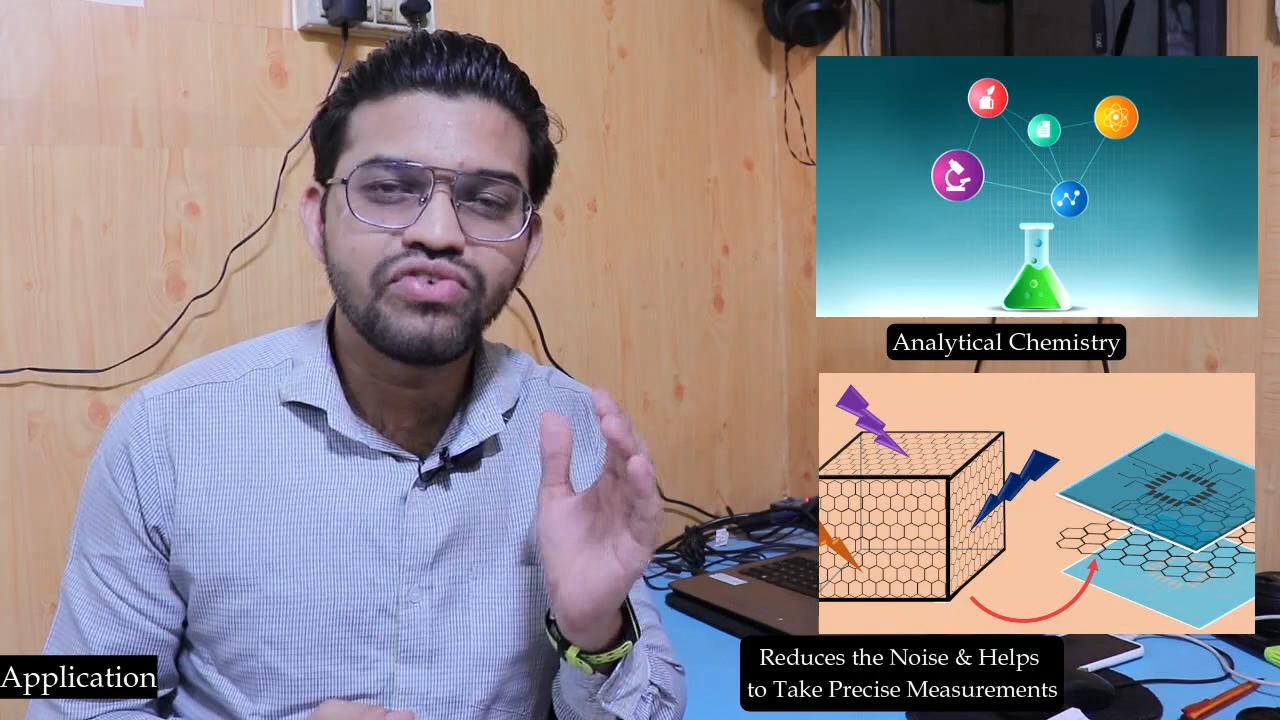 Analytical Chemistry
Reduces the Noise & Helps
to Take Precise Measurements
Application